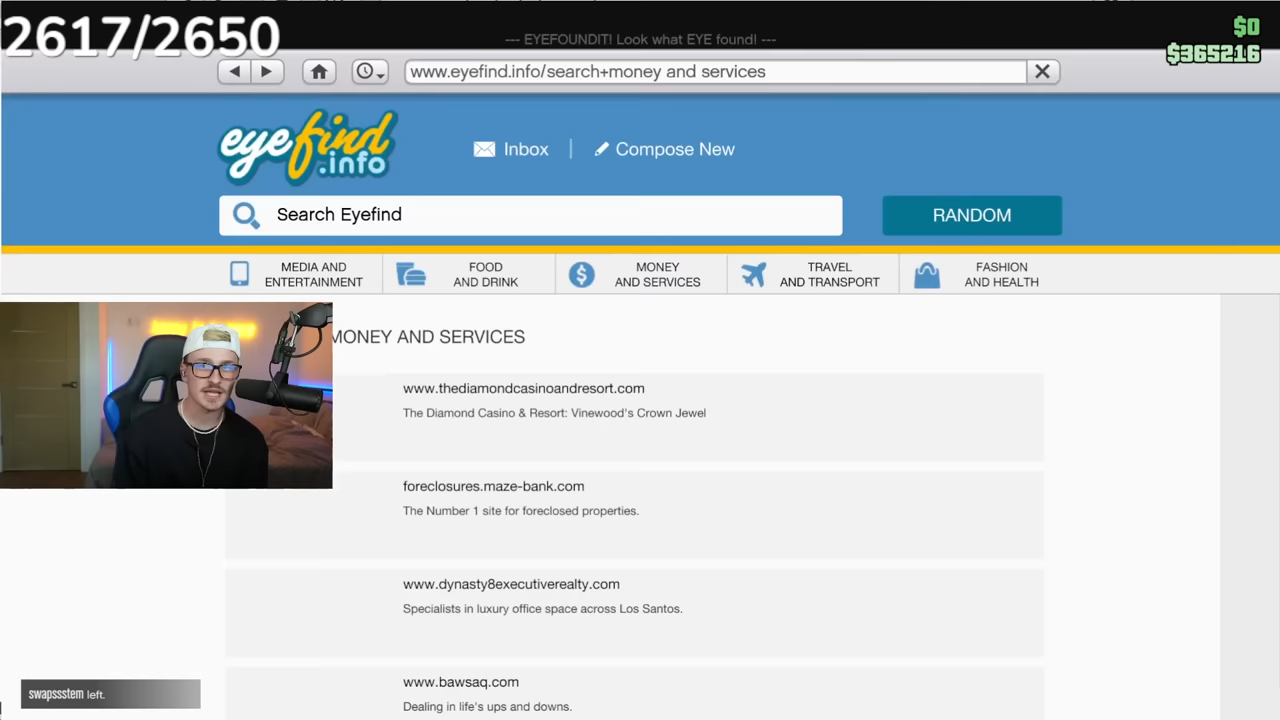 2617/2650
--- EYEFOUNDIT! Look what EYE found! ---
$0
$365216
www.eyefind.info/search+money and services
eyefind
.info
Inbox
Compose New
Search Eyefind
RANDOM
MEDIA AND
ENTERTAINMENT
FOOD
AND DRINK
MONEY
AND SERVICES
TRAVEL
AND TRANSPORT
FASHION
AND HEALTH
MONEY AND SERVICES
www.thediamondcasinoandresort.com
The Diamond Casino & Resort: Vinewood's Crown Jewel
foreclosures.maze-bank.com
The Number 1 site for foreclosed properties.
www.dynasty8executiverealty.com
Specialists in luxury office space across Los Santos.
www.bawsaq.com
Dealing in life's ups and downs.
swapssstem left.